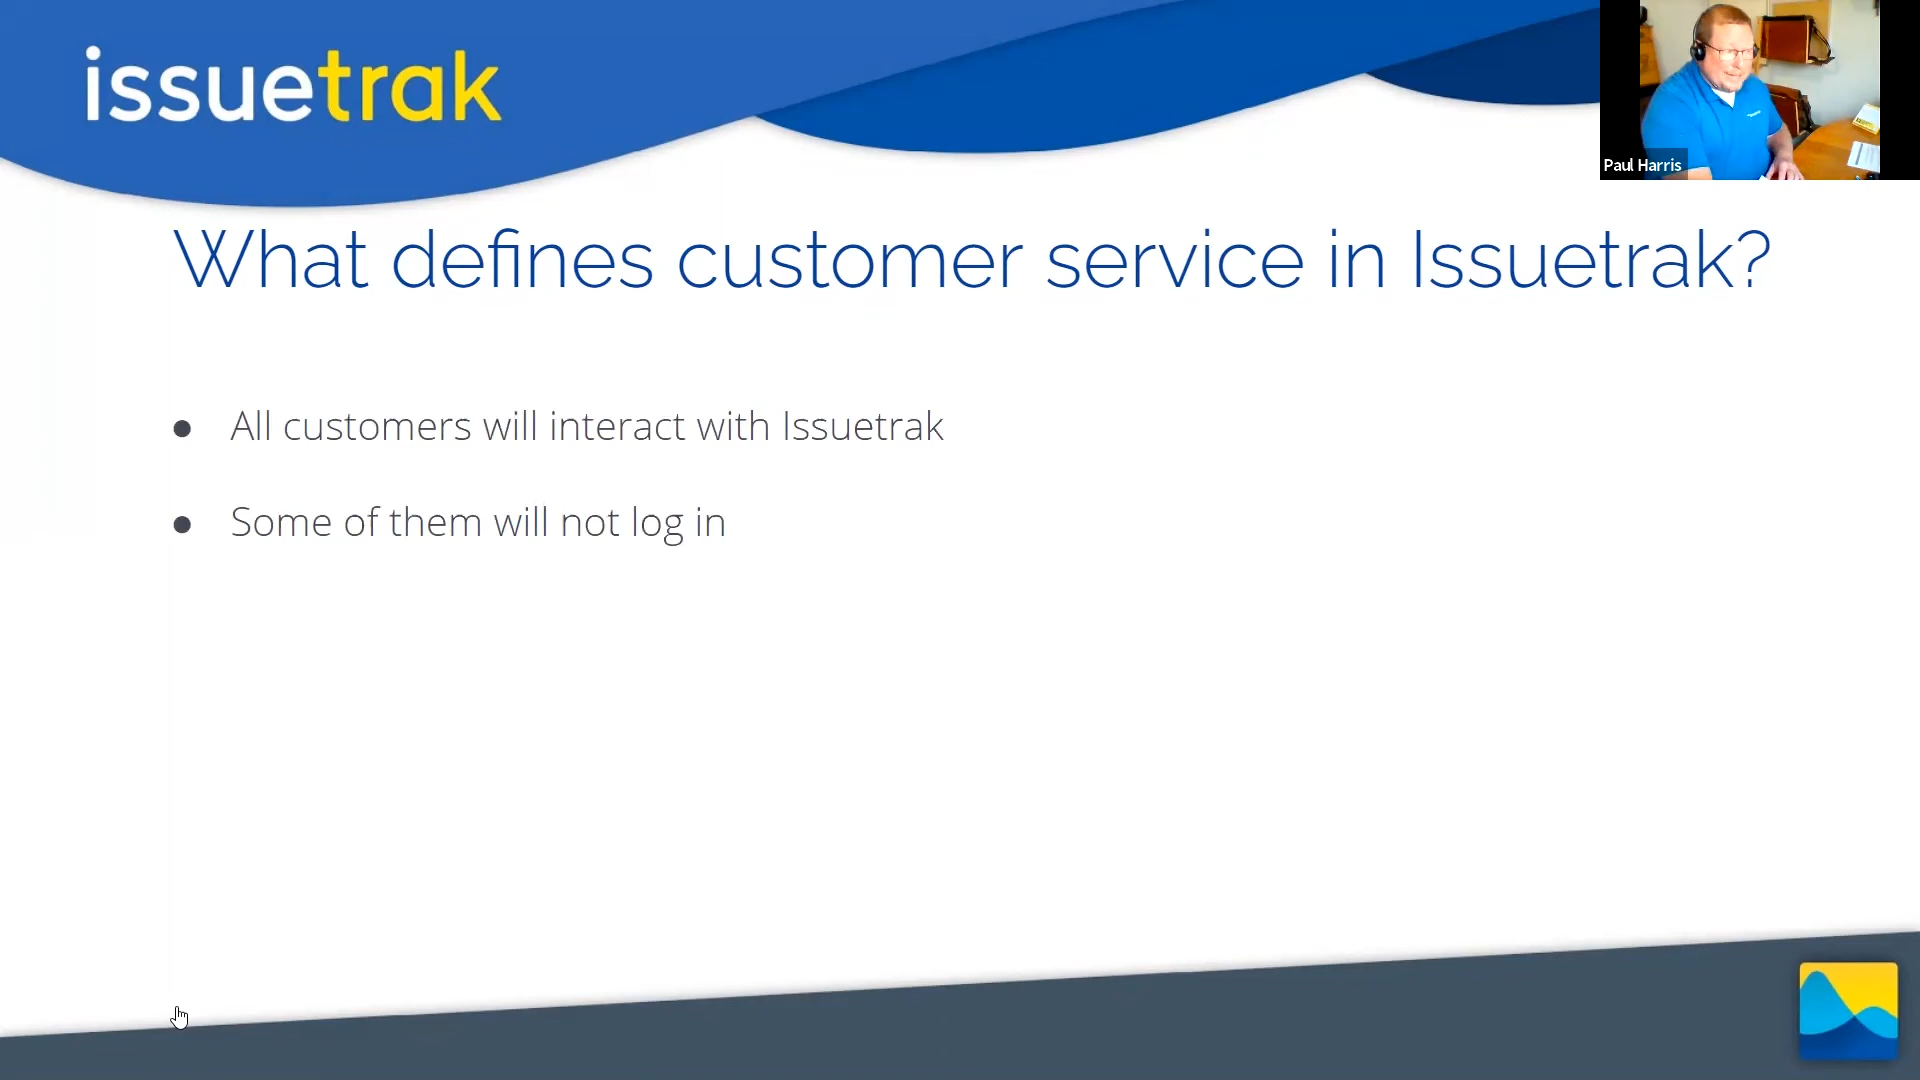 issuetrak
Paul Harris
What defines customer service in Issuetrak?
● All customers will interact with Issuetrak
● Some of them will not log in